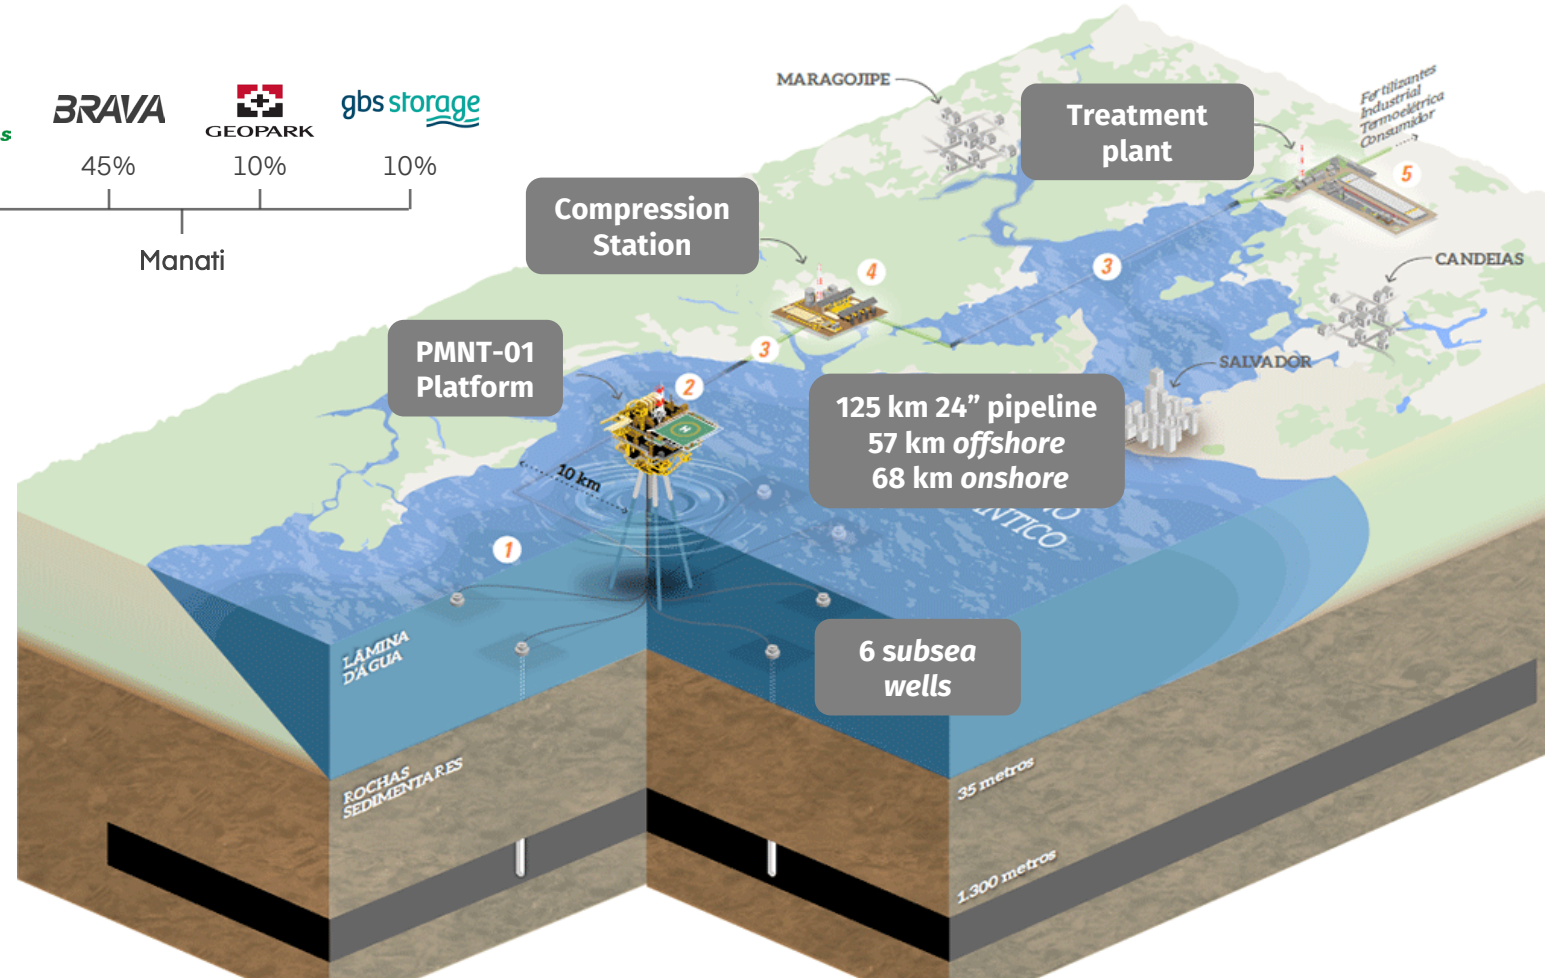 BRAVA
GEOPARK
gbs storage
s
45%
10%
10%
Manati
MARAGOJIPE
Treatment
plant
Fertilizantes
Industrial
Termoelétrica
Consumidor
5
Compression
Station
4
3
CANDEIAS
PMNT-01
Platform
3
2
SALVADOR
125 km 24” pipeline
57 km offshore
68 km onshore
H
10 km
NTICO
1
LÂMINA
D'ÁGUA
6 subsea
wells
ROCHAS
SEDIMENTARES
35 metros
1.300 metros